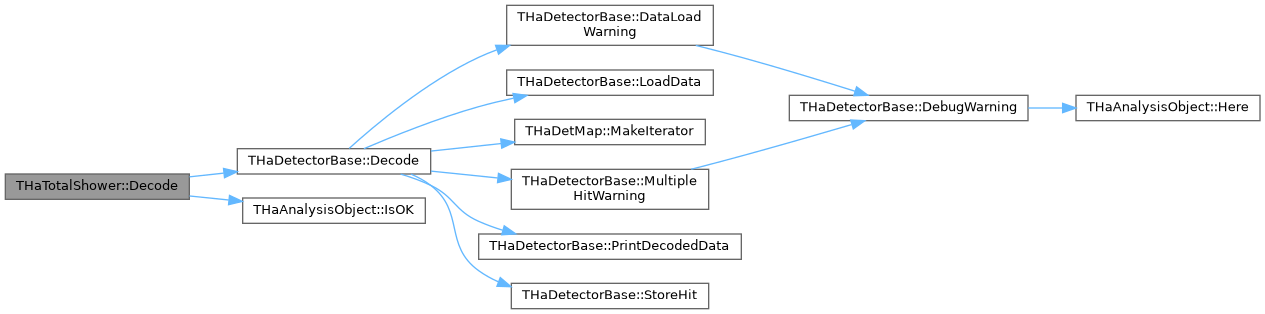 THaTotalShower::Decode
THaDetectorBase::Decode
THaAnalysisObject::IsOK
THaDetectorBase::DataLoad
Warning
THaDetectorBase::LoadData
THaDetMap::MakeIterator
THaDetectorBase::Multiple
HitWarning
THaDetectorBase::PrintDecodedData
THaDetectorBase::StoreHit
THaDetectorBase::DebugWarning
THaAnalysisObject::Here